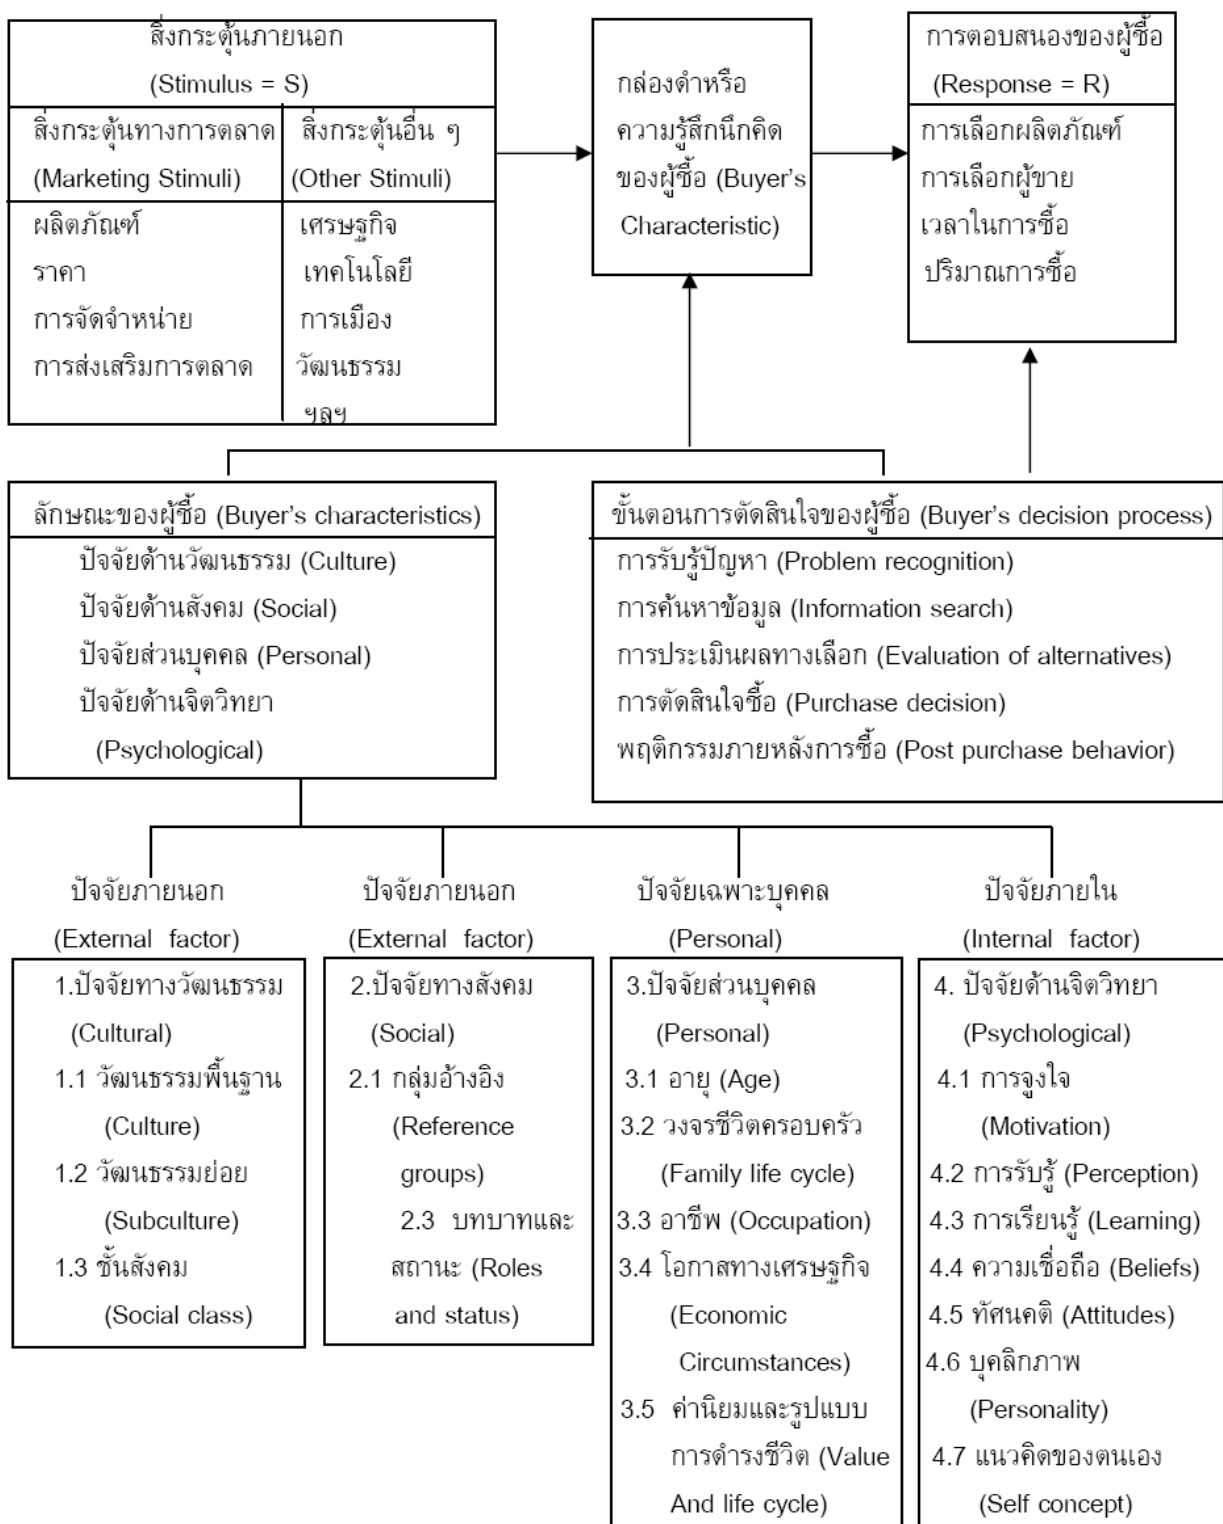 สิ่งกระตุ้นภายนอก
(Stimulus = S)
สิ่งกระตุ้นทางการตลาด
(Marketing Stimuli)
ผลิตภัณฑ์
ราคา
การจัดจำหน่าย
การส่งเสริมการตลาด
สิ่งกระตุ้นอื่น ๆ
(Other Stimuli)
เศรษฐกิจ
เทคโนโลยี
การเมือง
วัฒนธรรม
ฯลฯ
กล่องดำหรือ
ความรู้สึกนึกคิด
ของผู้ซื้อ (Buyer's
Characteristic)
การตอบสนองของผู้ซื้อ
(Response = R)
การเลือกผลิตภัณฑ์
การเลือกผู้ขาย
เวลาในการซื้อ
ปริมาณการซื้อ
ลักษณะของผู้ซื้อ (Buyer's characteristics)
ปัจจัยด้านวัฒนธรรม (Culture)
ปัจจัยด้านสังคม (Social)
ปัจจัยส่วนบุคคล (Personal)
ปัจจัยด้านจิตวิทยา
(Psychological)
ขั้นตอนการตัดสินใจของผู้ซื้อ (Buyer's decision process)
การรับรู้ปัญหา (Problem recognition)
การค้นหาข้อมูล (Information search)
การประเมินผลทางเลือก (Evaluation of alternatives)
การตัดสินใจซื้อ (Purchase decision)
พฤติกรรมภายหลังการซื้อ (Post purchase behavior)
ปัจจัยภายนอก
(External factor)
1.ปัจจัยทางวัฒนธรรม
(Cultural)
1.1 วัฒนธรรมพื้นฐาน
(Culture)
1.2 วัฒนธรรมย่อย
(Subculture)
1.3 ชั้นสังคม
(Social class)
ปัจจัยภายนอก
(External factor)
2.ปัจจัยทางสังคม
(Social)
2.1 กลุ่มอ้างอิง
(Reference
groups)
2.3 บทบาทและ
สถานะ (Roles
and status)
ปัจจัยเฉพาะบุคคล
(Personal)
3.ปัจจัยส่วนบุคคล
(Personal)
3.1 อายุ (Age)
3.2 วงจรชีวิตครอบครัว
(Family life cycle)
3.3 อาชีพ (Occupation)
3.4 โอกาสทางเศรษฐกิจ
(Economic
Circumstances)
3.5 ค่านิยมและรูปแบบ
การดำรงชีวิต (Value
And life cycle)
ปัจจัยภายใน
(Internal factor)
4. ปัจจัยด้านจิตวิทยา
(Psychological)
4.1 การจูงใจ
(Motivation)
4.2 การรับรู้ (Perception)
4.3 การเรียนรู้ (Learning)
4.4 ความเชื่อถือ (Beliefs)
4.5 ทัศนคติ (Attitudes)
4.6 บุคลิกภาพ
(Personality)
4.7 แนวคิดของตนเอง
(Self concept)